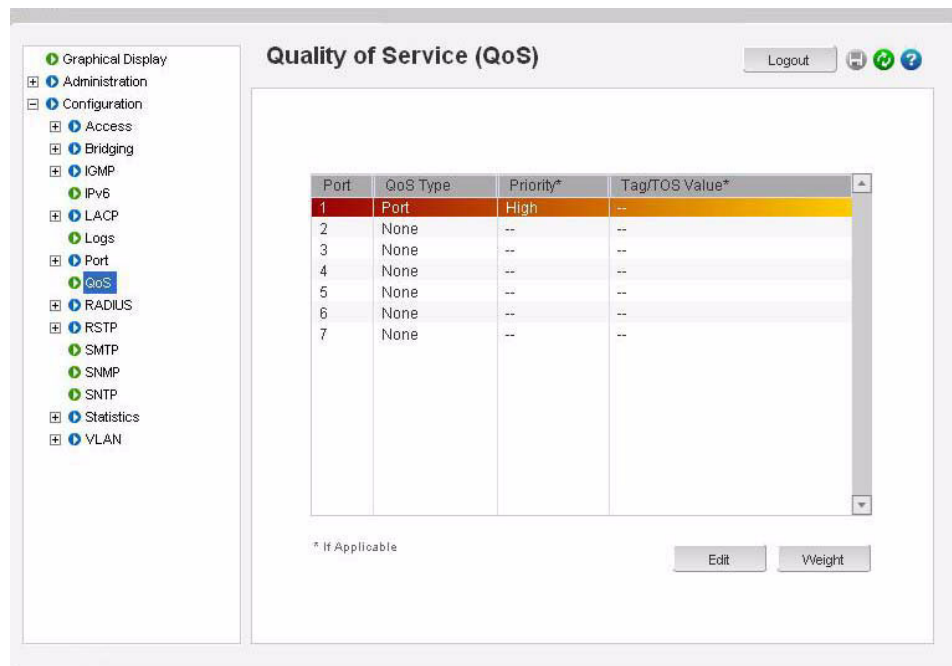 Graphical Display
Administration
Configuration
Access
Bridging
IGMP
IPv6
LACP
Logs
Port
QoS
RADIUS
RSTP
SMTP
SNMP
SNTP
Statistics
VLAN
Quality of Service (QoS)
Logout
?
Port QoS Type Priority* Tag/TOS Value*
1 Port High --
2 None -- --
3 None -- --
4 None -- --
5 None -- --
6 None -- --
7 None -- --
* If Applicable
Edit Weight